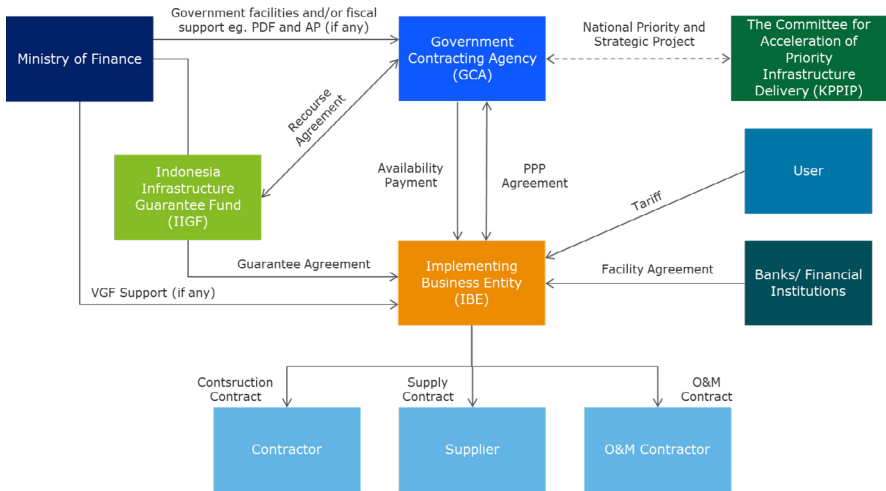 Government facilities and/or fiscal
support eg. PDF and AP (if any)
Ministry of Finance
Government
Contracting Agency
(GCA)
National Priority and
Strategic Project
The Committee for
Acceleration of
Priority
Infrastructure
Delivery (KPPIP)
Recourse
Agreement
Indonesia
Infrastructure
Guarantee Fund
(IIGF)
Availability
Payment
PPP
Agreement
User
Tariff
Guarantee Agreement
Implementing
Business Entity
(IBE)
Facility Agreement
Banks/ Financial
Institutions
VGF Support (if any)
Contsruction
Contract
Supply
Contract
O&M
Contract
Contractor
Supplier
O&M Contractor